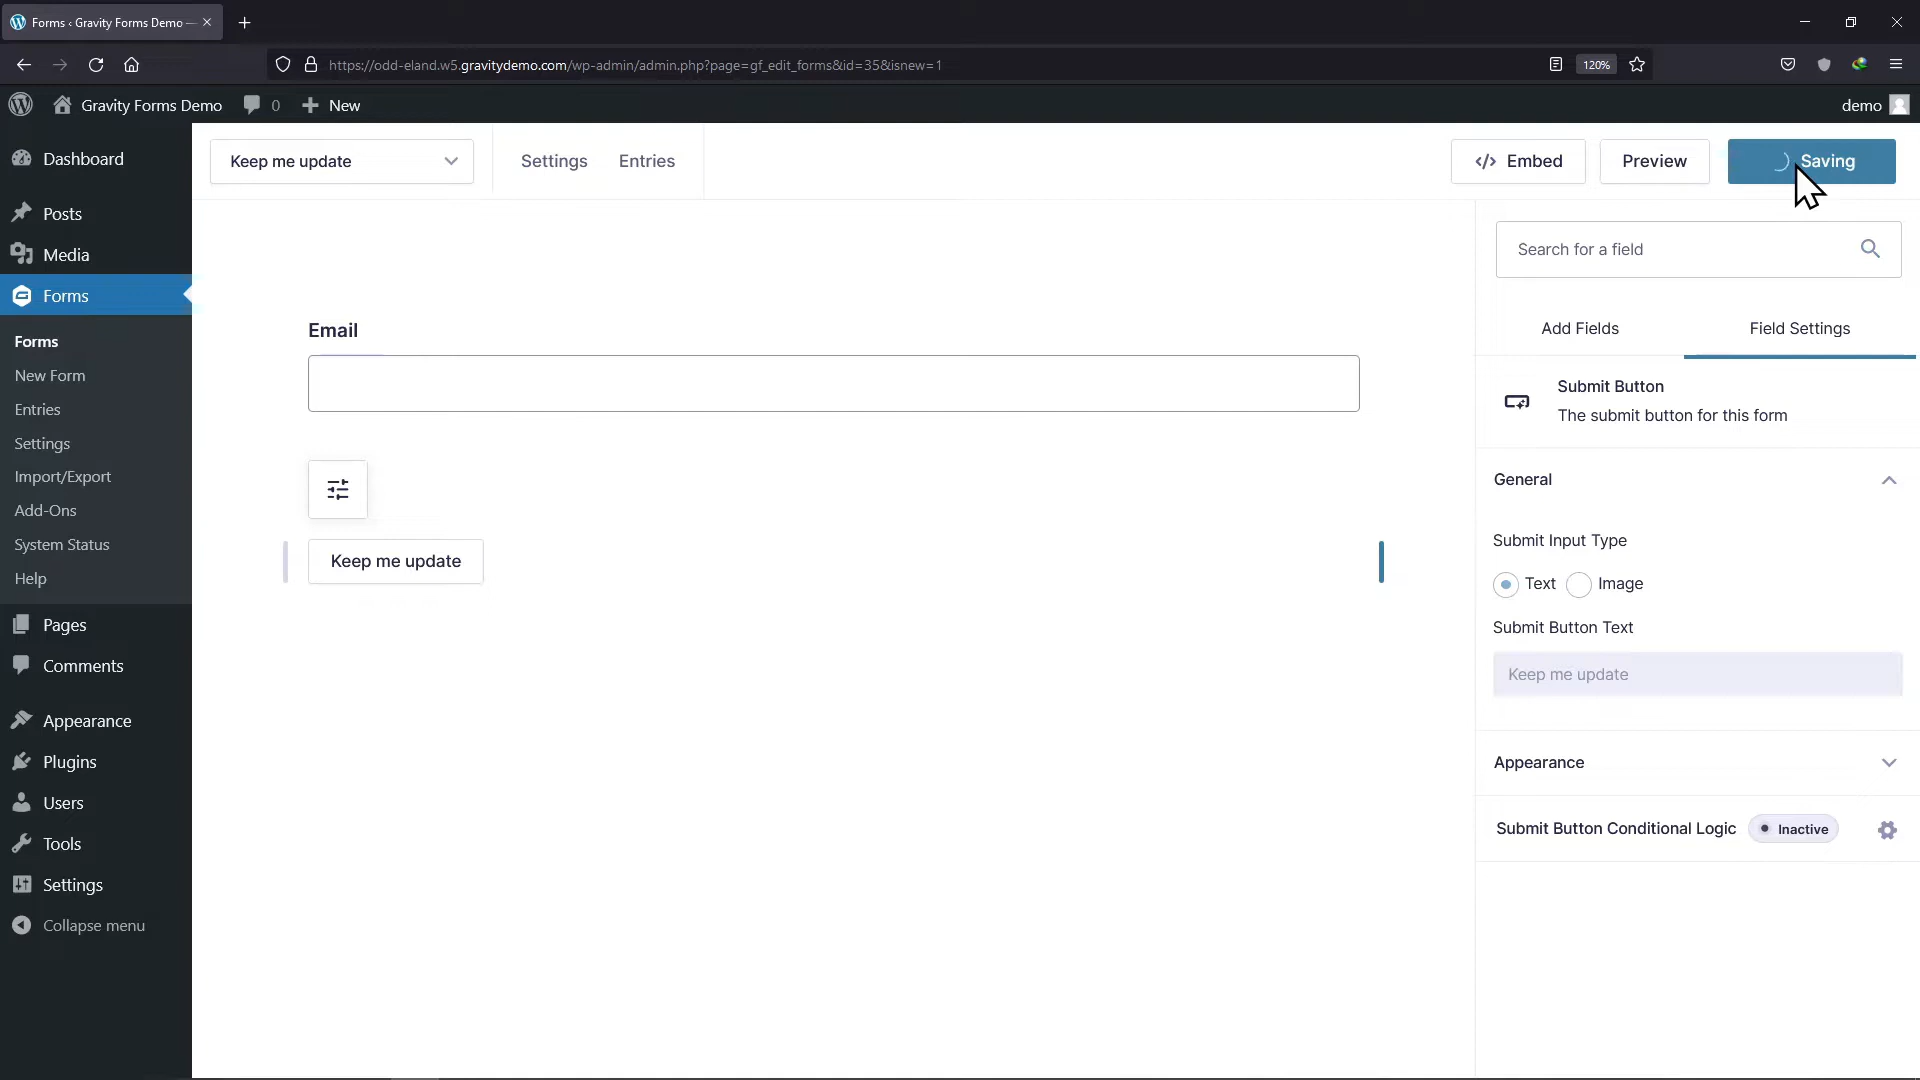 Forms ‹ Gravity Forms Demo —
https://odd-eland.w5.gravitydemo.com/wp-admin/admin.php?page=gf_edit_forms&id=35&isnew=1
120%
Gravity Forms Demo
0
New
demo
Dashboard
Posts
Media
Forms
Forms
New Form
Entries
Settings
Import/Export
Add-Ons
System Status
Help
Pages
Comments
Appearance
Plugins
Users
Tools
Settings
Collapse menu
Keep me update
Settings
Entries
</> Embed
Preview
Saving
Email
Keep me update
Search for a field
Add Fields
Field Settings
Submit Button
The submit button for this form
General
Submit Input Type
Text
Image
Submit Button Text
Keep me update
Appearance
Submit Button Conditional Logic
Inactive